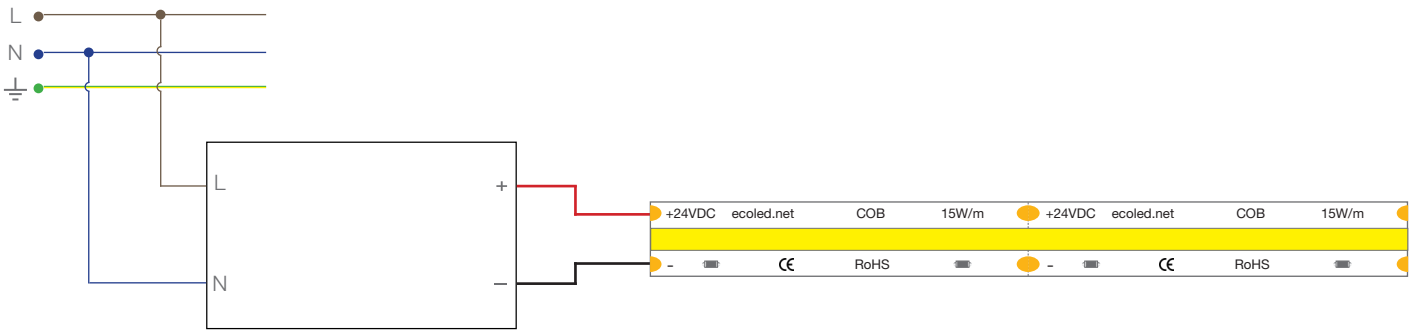 L
N
L +
N –
+24VDC ecoled.net COB 15W/m +24VDC ecoled.net COB 15W/m
- CE RoHS - CE RoHS